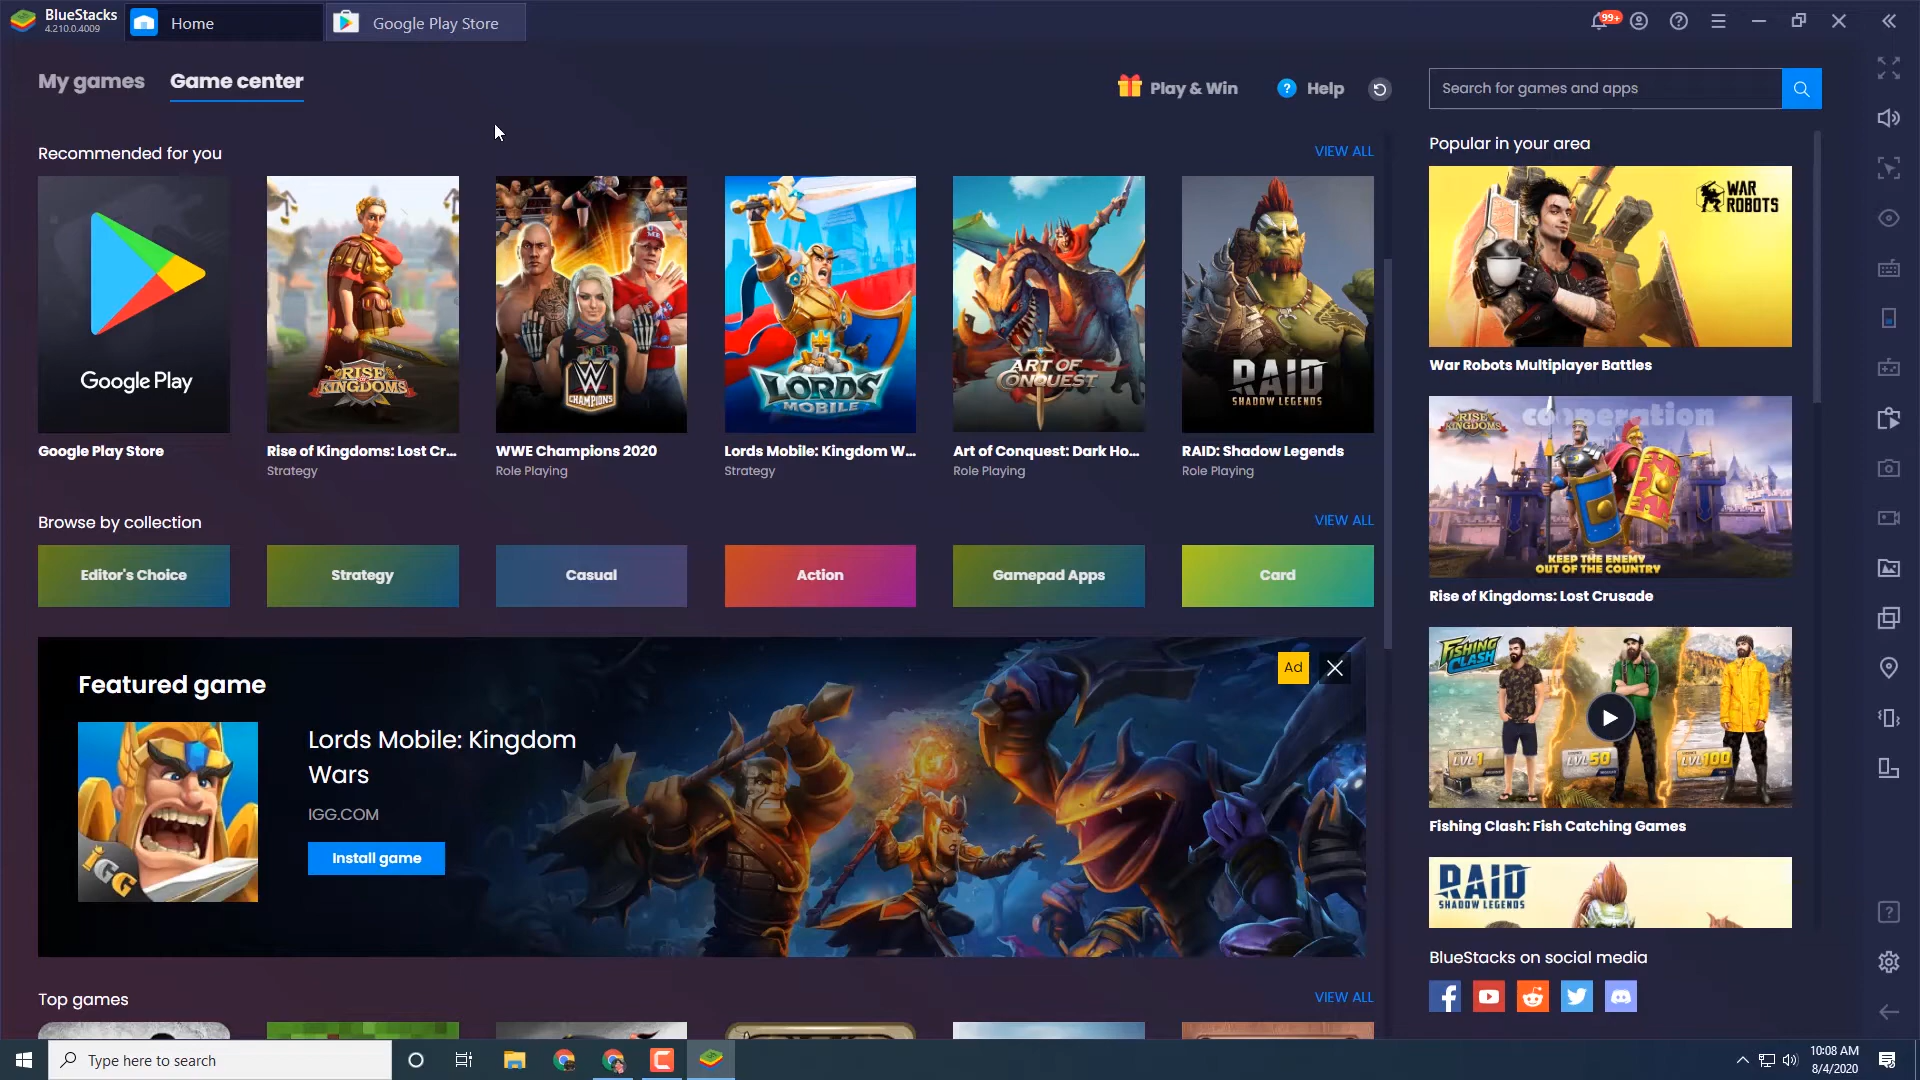 BlueStacks
4.210.0.4009
Home
Google Play Store
99+
My games
Game center
Play & Win
? Help
Search for games and apps
Recommended for you
VIEW ALL
Google Play
RISE OF
KINGDOMS
W
CHAMPIONS
LORDS
MOBILE
ART OF
CONQUEST
RAID
SHADOW LEGENDS
Google Play Store
Rise of Kingdoms: Lost Cr...
Strategy
WWE Champions 2020
Role Playing
Lords Mobile: Kingdom W...
Strategy
Art of Conquest: Dark Ho...
Role Playing
RAID: Shadow Legends
Role Playing
Browse by collection
VIEW ALL
Editor's Choice
Strategy
Casual
Action
Gamepad Apps
Card
Featured game
Ad
IGG
Lords Mobile: Kingdom
Wars
IGG.COM
Install game
Top games
VIEW ALL
Popular in your area
WAR
ROBOTS
War Robots Multiplayer Battles
RISE OF
KINGDOMS
cooperation
KEEP THE ENEMY
OUT OF THE COUNTRY
Rise of Kingdoms: Lost Crusade
FISHING
CLASH
LVL 1
LVL 50
LVL 100
Fishing Clash: Fish Catching Games
RAID
SHADOW LEGENDS
BlueStacks on social media
Type here to search
10:08 AM
8/4/2020